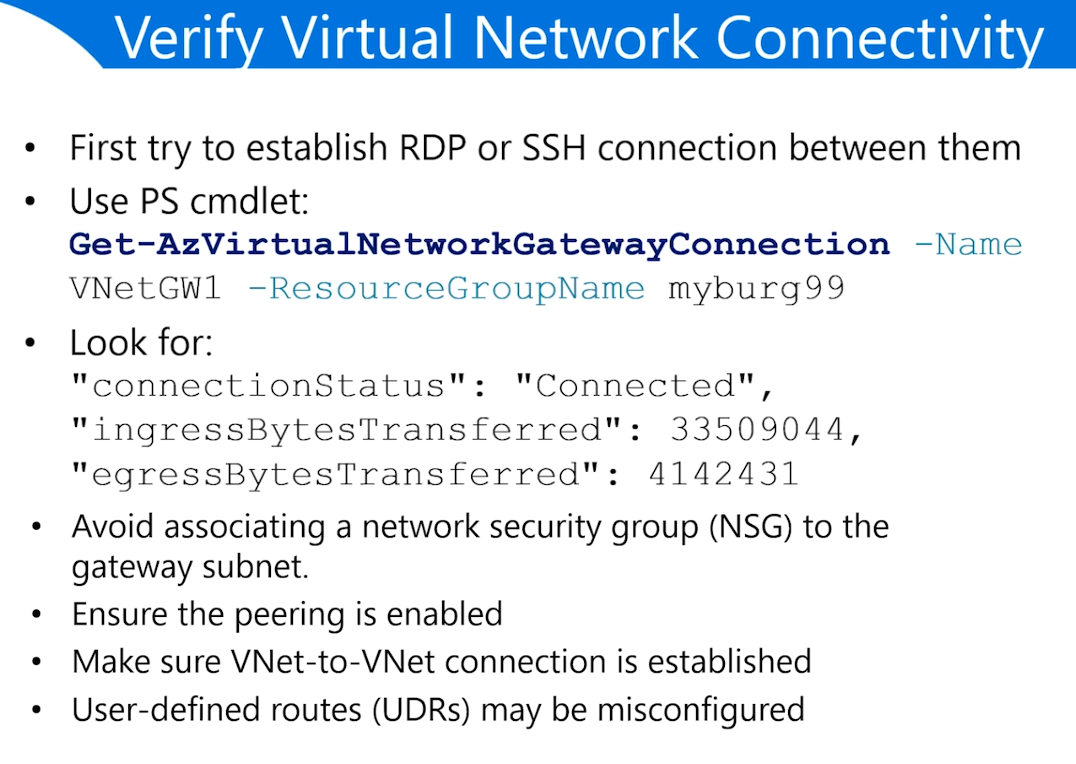 Verify Virtual Network Connectivity
• First try to establish RDP or SSH connection between them
• Use PS cmdlet:
Get-AzVirtualNetworkGatewayConnection -Name
VNetGW1 -ResourceGroupName myburg99
• Look for:
"connectionStatus": "Connected",
"ingressBytesTransferred": 33509044,
"egressBytesTransferred": 4142431
• Avoid associating a network security group (NSG) to the
gateway subnet.
• Ensure the peering is enabled
• Make sure VNet-to-VNet connection is established
• User-defined routes (UDRs) may be misconfigured